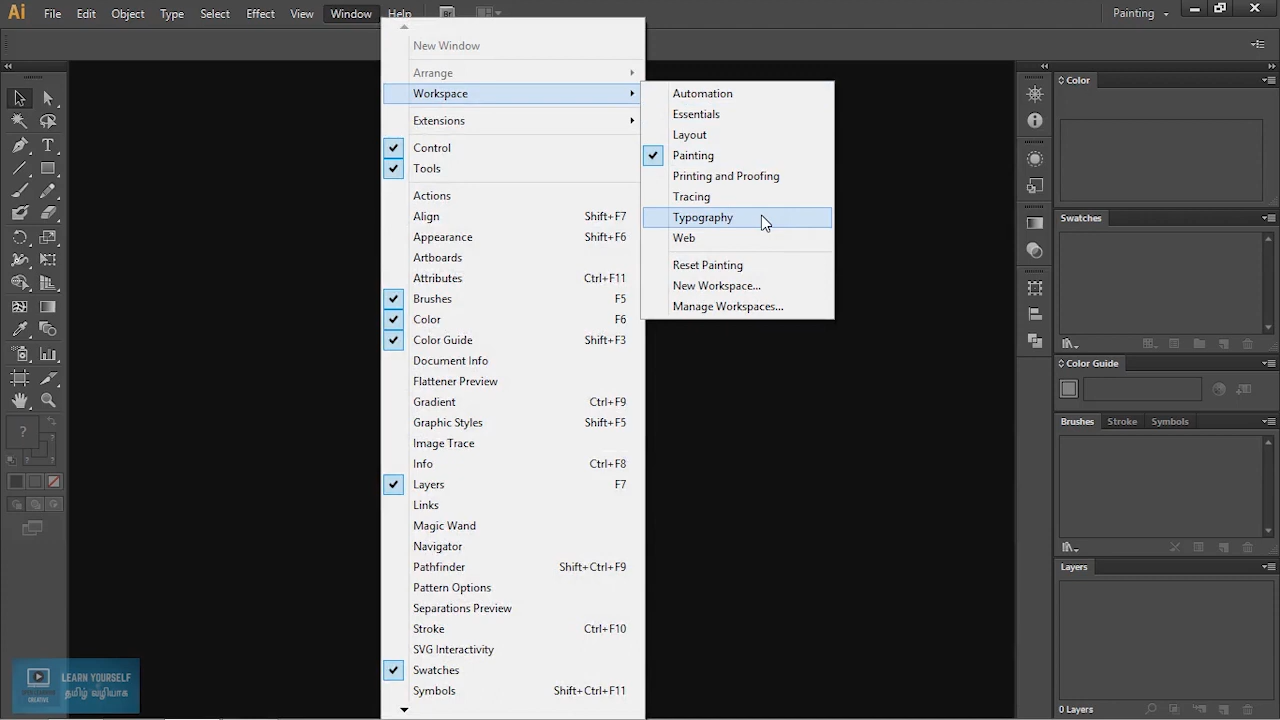 Ai File Edit Object Type Select Effect View Window Help Br Painting
New Window
Arrange
Workspace
Extensions
Control
Tools
Actions
Align Shift+F7
Appearance Shift+F6
Artboards
Attributes Ctrl+F11
Brushes F5
Color F6
Color Guide Shift+F3
Document Info
Flattener Preview
Gradient Ctrl+F9
Graphic Styles Shift+F5
Image Trace
Info Ctrl+F8
Layers F7
Links
Magic Wand
Navigator
Pathfinder Shift+Ctrl+F9
Pattern Options
Separations Preview
Stroke Ctrl+F10
SVG Interactivity
Swatches
Symbols Shift+Ctrl+F11
Automation
Essentials
Layout
Painting
Printing and Proofing
Tracing
Typography
Web
Reset Painting
New Workspace...
Manage Workspaces...
Color
Swatches
Color Guide
Brushes Stroke Symbols
Layers
0 Layers
?
LEARN YOURSELF
தமிழ் வழியாக
CREATIVE